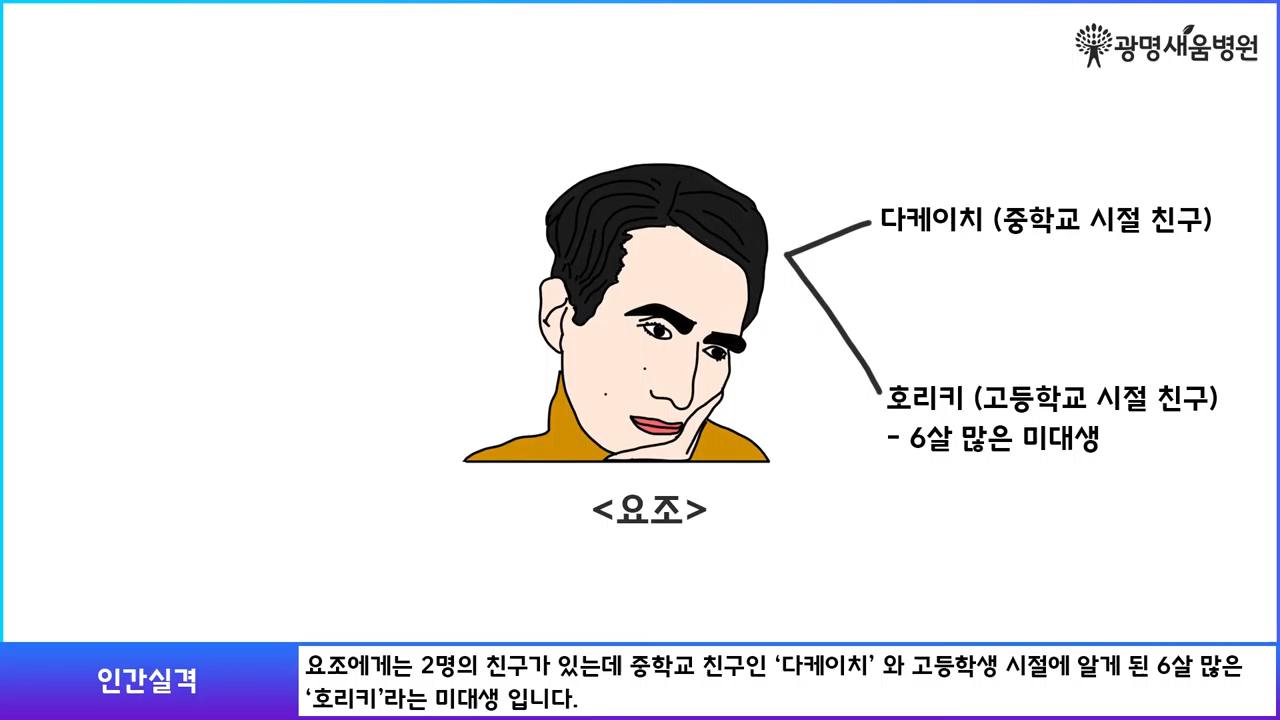 광명새움병원
다케이치 (중학교 시절 친구)
호리키 (고등학교 시절 친구)
- 6살 많은 미대생
<요조>
인간실격
요조에게는 2명의 친구가 있는데 중학교 친구인 ‘다케이치’ 와 고등학생 시절에 알게 된 6살 많은
‘호리키’라는 미대생 입니다.